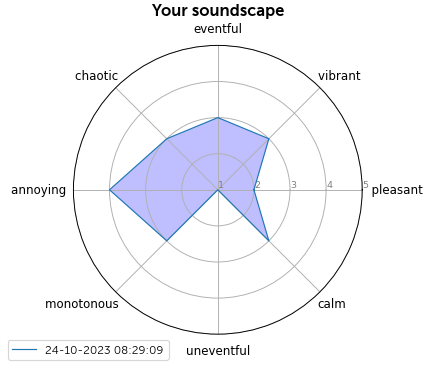 Your soundscape
eventful
chaotic
vibrant
annoying
1 2 3 4 5
pleasant
monotonous
calm
uneventful
24-10-2023 08:29:09